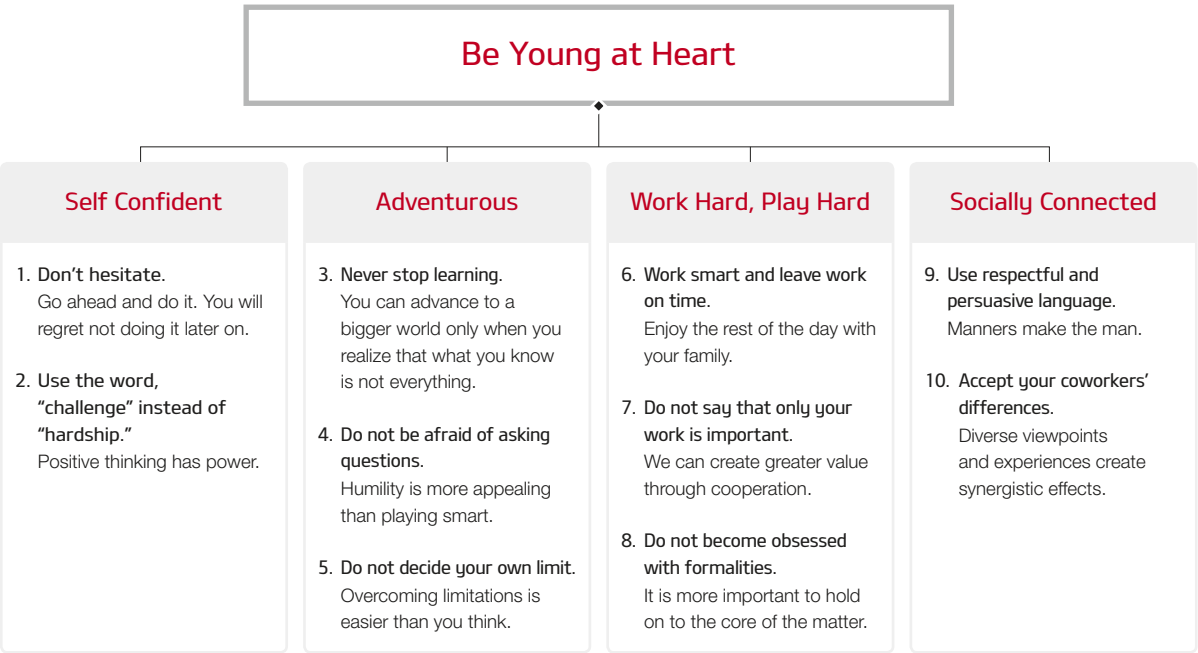 Be Young at Heart
Self Confident
1. Don't hesitate.
Go ahead and do it. You will
regret not doing it later on.
2. Use the word,
“challenge” instead of
“hardship.”
Positive thinking has power.
Adventurous
3. Never stop learning.
You can advance to a
bigger world only when you
realize that what you know
is not everything.
4. Do not be afraid of asking
questions.
Humility is more appealing
than playing smart.
5. Do not decide your own limit.
Overcoming limitations is
easier than you think.
Work Hard, Play Hard
6. Work smart and leave work
on time.
Enjoy the rest of the day with
your family.
7. Do not say that only your
work is important.
We can create greater value
through cooperation.
8. Do not become obsessed
with formalities.
It is more important to hold
on to the core of the matter.
Socially Connected
9. Use respectful and
persuasive language.
Manners make the man.
10. Accept your coworkers’
differences.
Diverse viewpoints
and experiences create
synergistic effects.